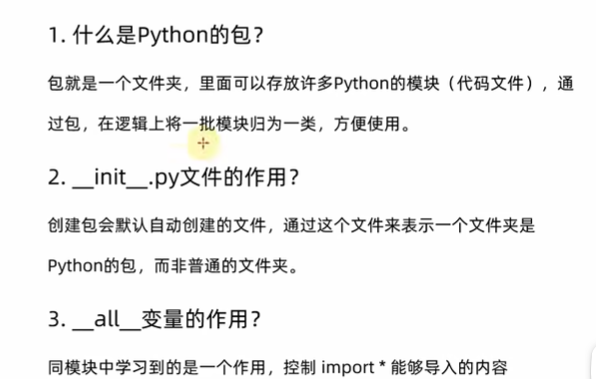 1. 什么是Python的包？
包就是一个文件夹，里面可以存放许多Python的模块（代码文件），通
过包，在逻辑上将一批模块归为一类，方便使用。
2. __init__.py文件的作用？
创建包会默认自动创建的文件，通过这个文件来表示一个文件夹是
Python的包，而非普通的文件夹。
3. __all__变量的作用？
同模块中学习到的是一个作用，控制 import * 能够导入的内容